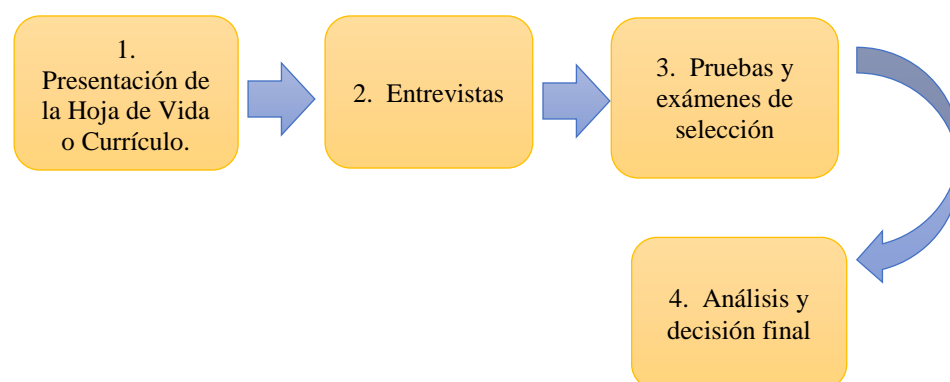 1.
Presentación de
la Hoja de Vida
o Currículo.
2. Entrevistas
3. Pruebas y
exámenes de
selección
4. Análisis y
decisión final